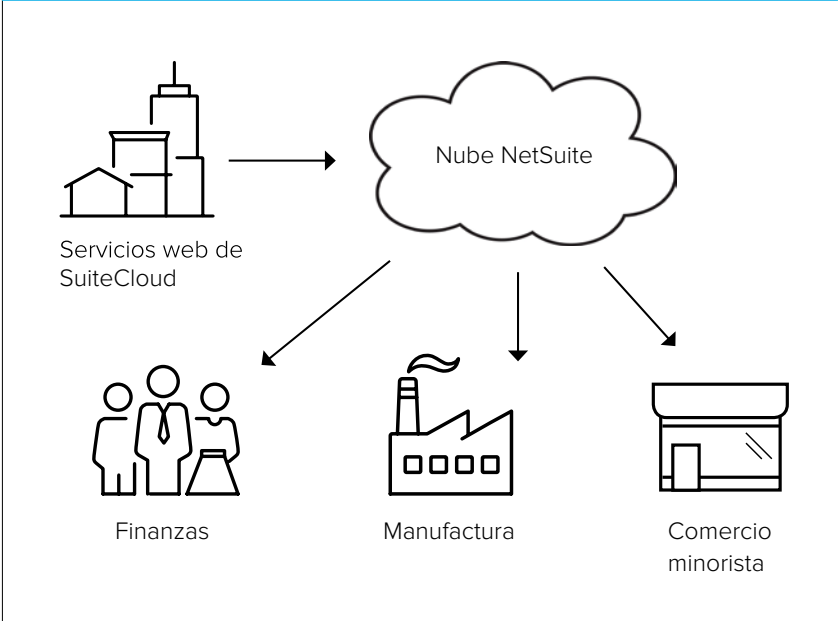 Nube NetSuite
Servicios web de
SuiteCloud
Finanzas
Manufactura
Comercio
minorista